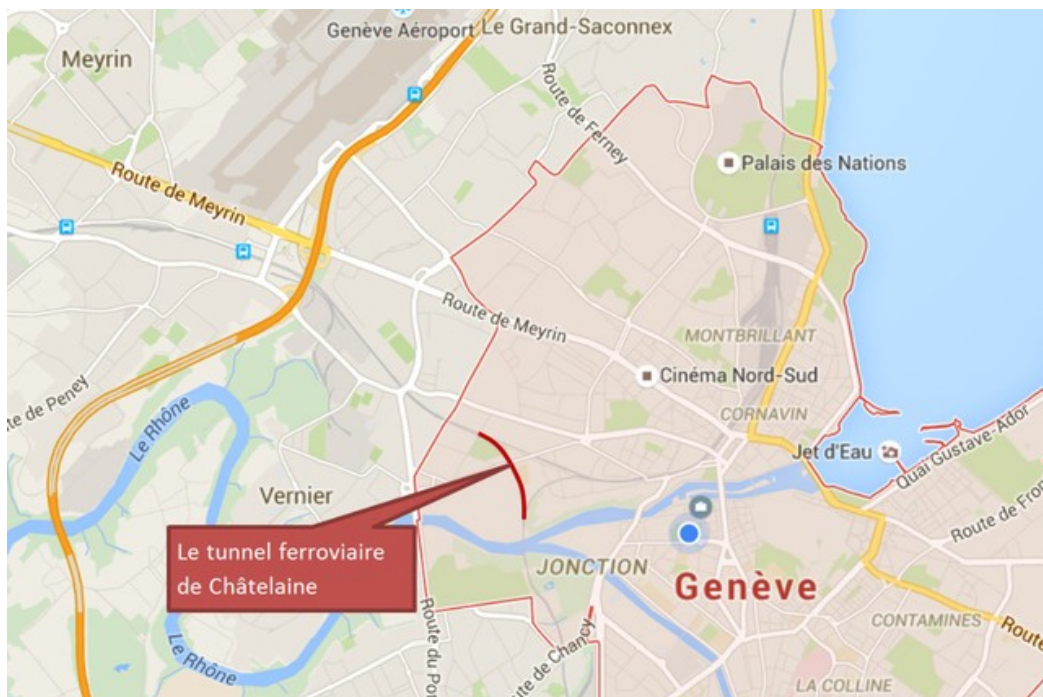 Genève Aéroport
Le Grand-Saconnex
Meyrin
Route de Ferney
Palais des Nations
Route de Meyrin
Route de Meyrin
MONTBRILLANT
Cinéma Nord-Sud
te de Peney
Le Rhône
CORNAVIN
Jet d'Eau
Quai Gustave-Ador
Vernier
Route de Fron
Le tunnel ferroviaire
de Châtelaine
JONCTION
Genève
CONTAMINES
Route
Le Rhône
Route du Pon
te de Chancy
LA COLLINE